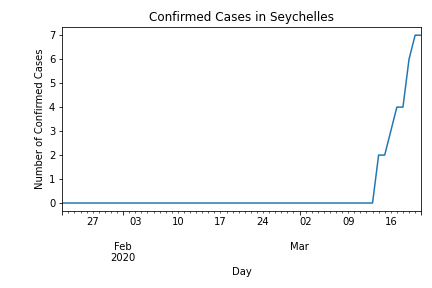 Confirmed Cases in Seychelles
Number of Confirmed Cases
7
6
5
4
3
2
1
0
27 03 10 17 24 02 09 16
Feb Mar
2020
Day